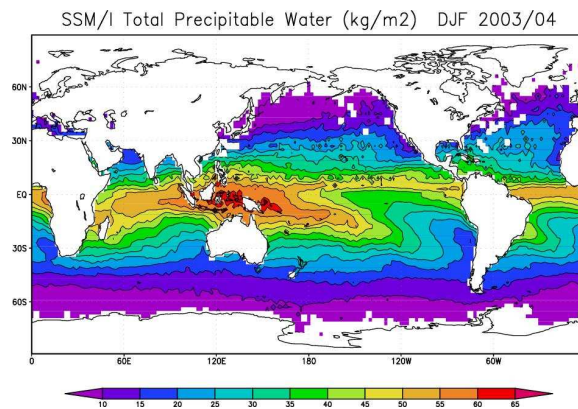 SSM/I Total Precipitable Water (kg/m2) DJF 2003/04
60N
30N
EQ
30S
60S
0 60E 120E 180 120W 60W
10 15 20 25 30 35 40 45 50 55 60 65